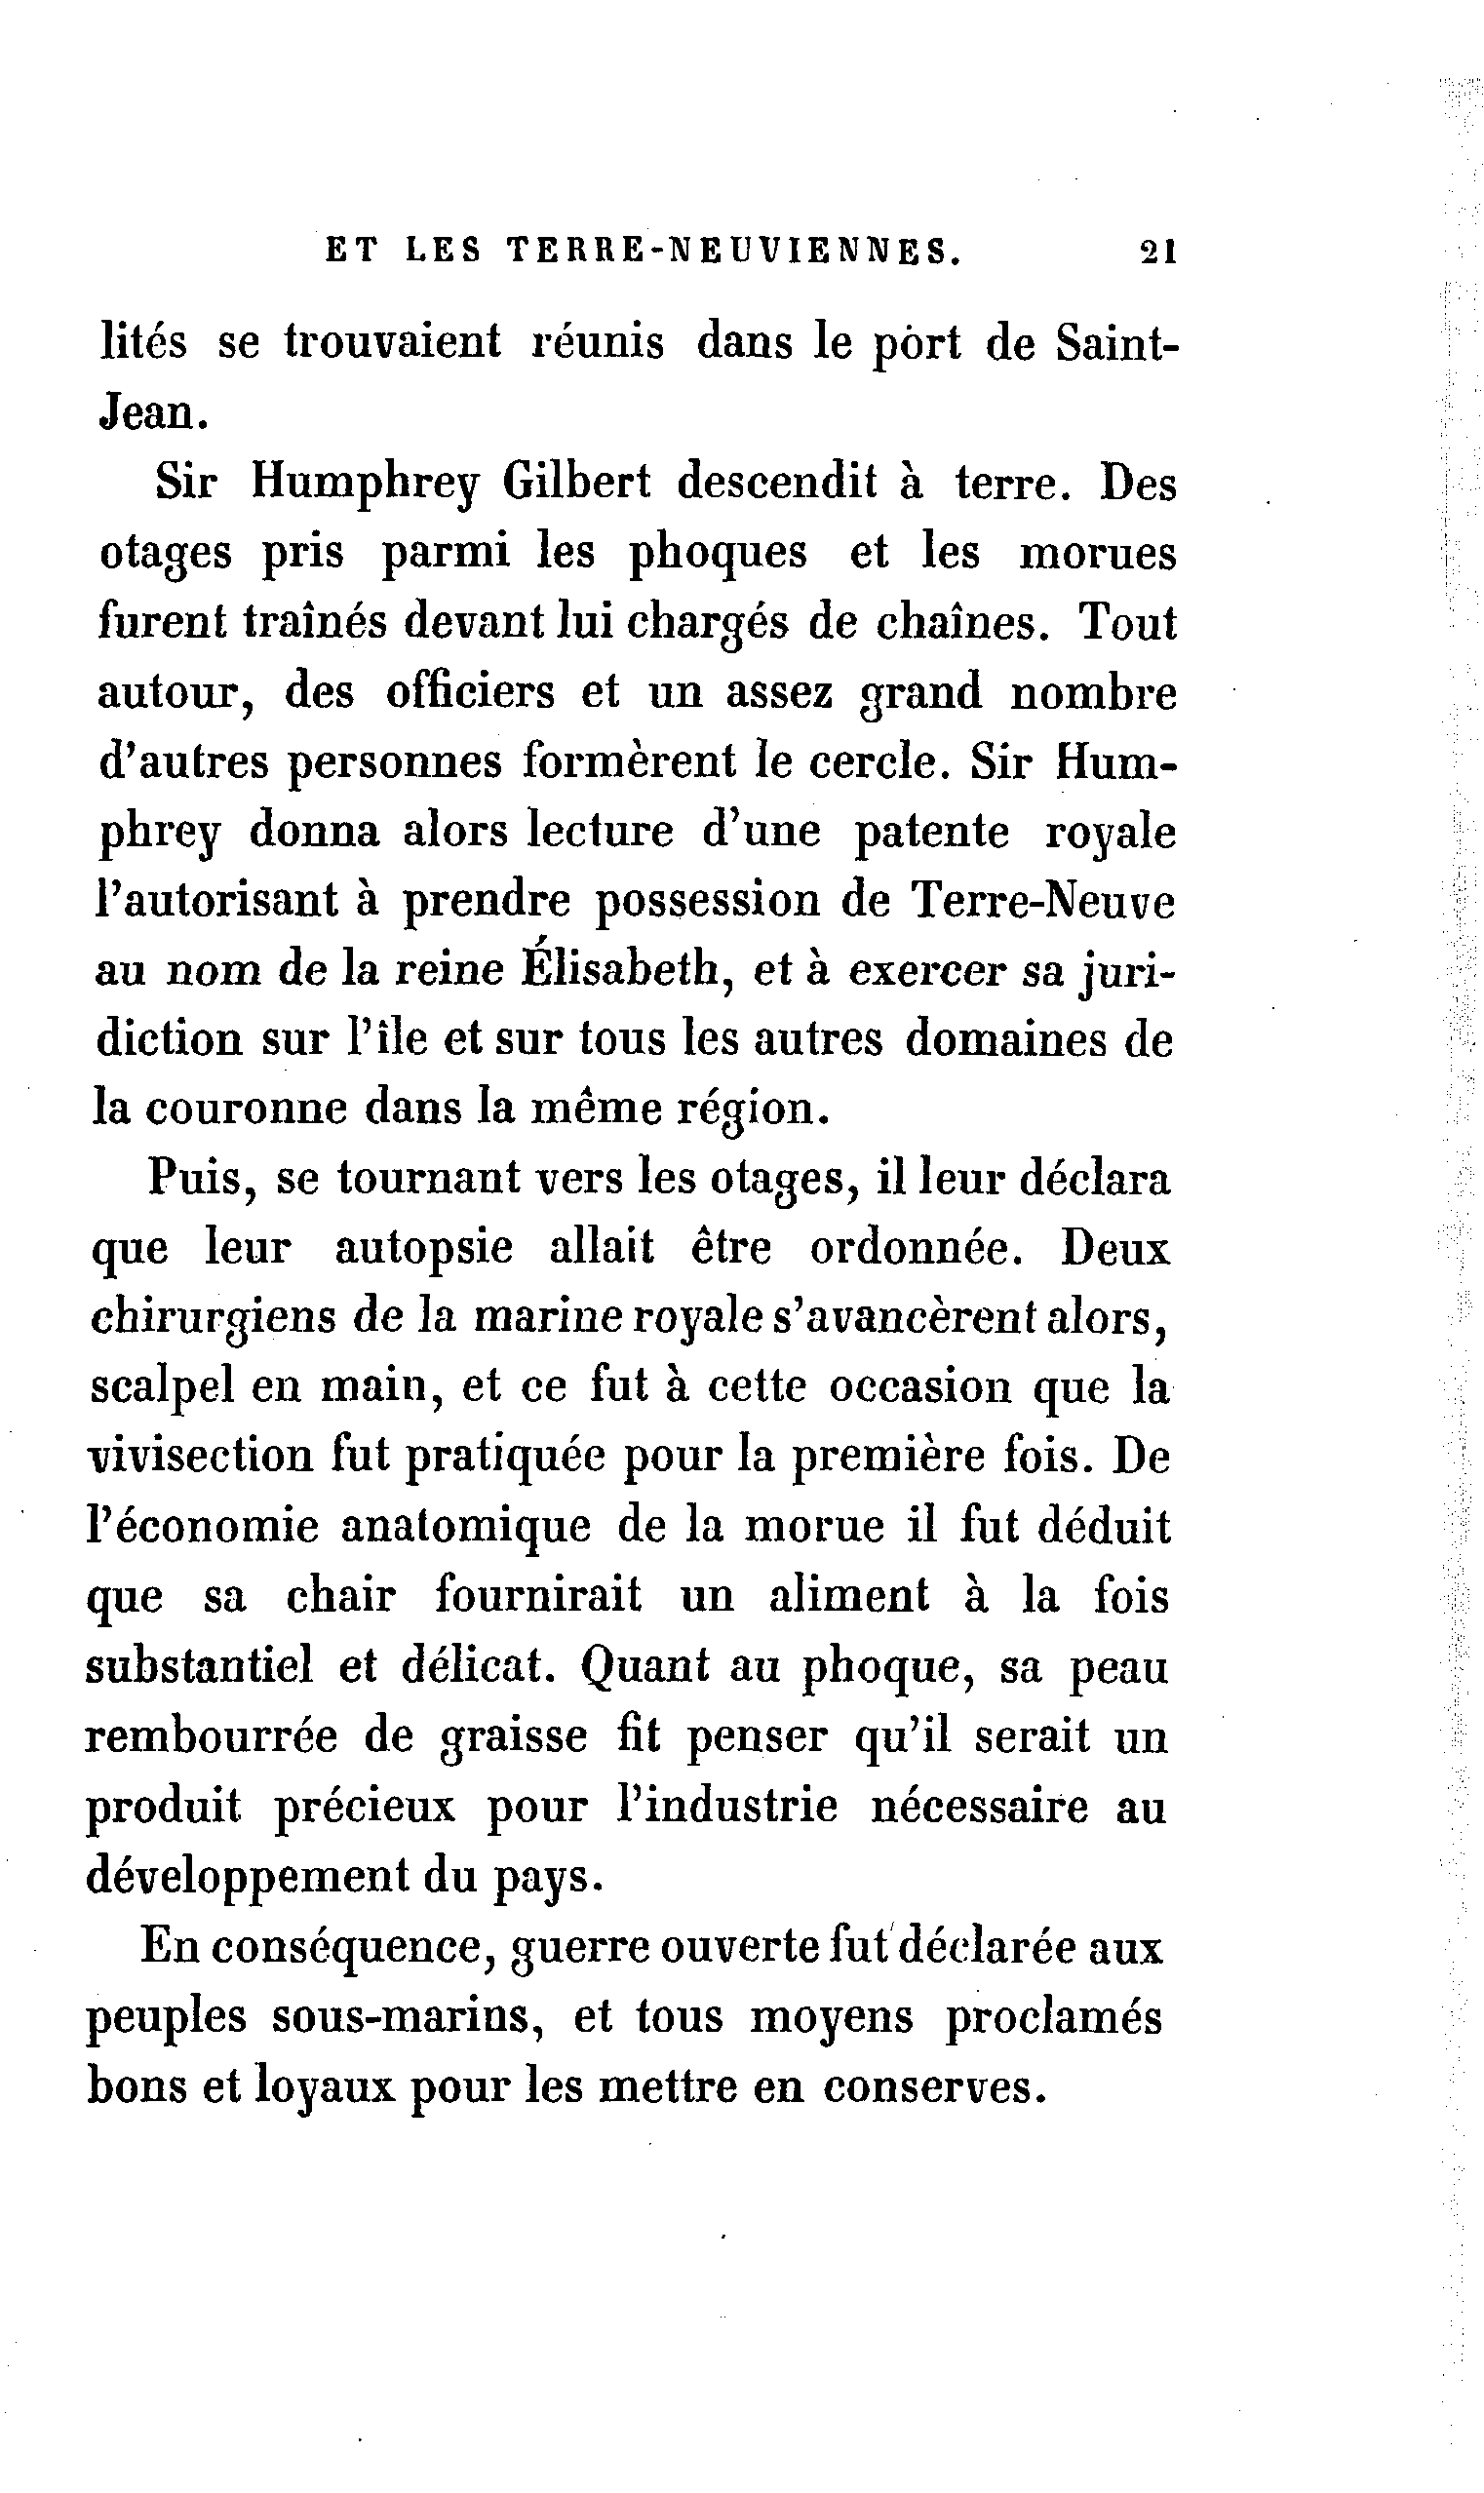 ET LES TERRE-NEUVIENNES. 21
lités se trouvaient réunis dans le port de Saint-
Jean.
Sir Humphrey Gilbert descendit à terre. Des
otages pris parmi les phoques et les morues
furent traînés devant lui chargés de chaînes. Tout
autour, des officiers et un assez grand nombre
d'autres personnes formèrent le cercle. Sir Hum-
phrey donna alors lecture d'une patente royale
l'autorisant à prendre possession de Terre-Neuve
au nom de la reine Élisabeth, et à exercer sa juri-
diction sur l'île et sur tous les autres domaines de
la couronne dans la même région.
Puis, se tournant vers les otages, il leur déclara
que leur autopsie allait être ordonnée. Deux
chirurgiens de la marine royale s'avancèrent alors,
scalpel en main, et ce fut à cette occasion que la
vivisection fut pratiquée pour la première fois. De
l'économie anatomique de la morue il fut déduit
que sa chair fournirait un aliment à la fois
substantiel et délicat. Quant au phoque, sa peau
rembourrée de graisse fit penser qu'il serait un
produit précieux pour l'industrie nécessaire au
développement du pays.
En conséquence, guerre ouverte fut déclarée aux
peuples sous-marins, et tous moyens proclamés
bons et loyaux pour les mettre en conserves.